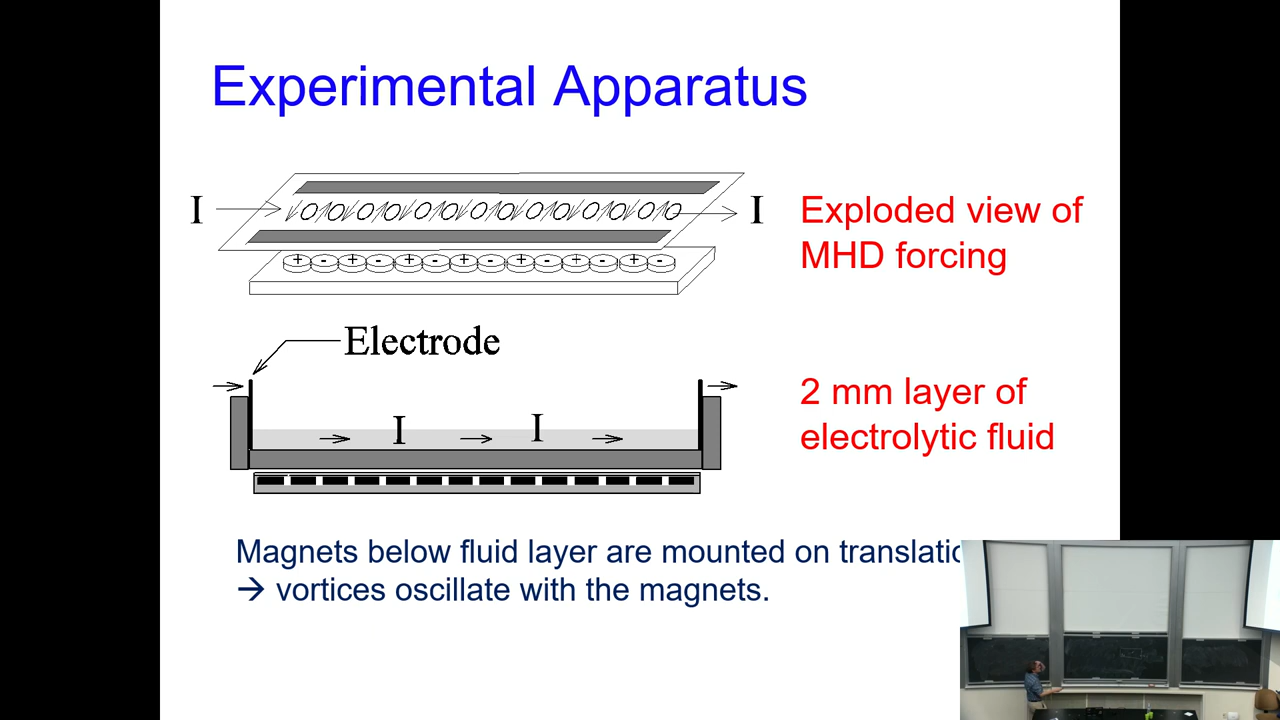 Experimental Apparatus
I
I
Exploded view of
MHD forcing
+ - + - + - + - + - + - + -
Electrode
I
I
2 mm layer of
electrolytic fluid
Magnets below fluid layer are mounted on
→ vortices oscillate with the magnets.